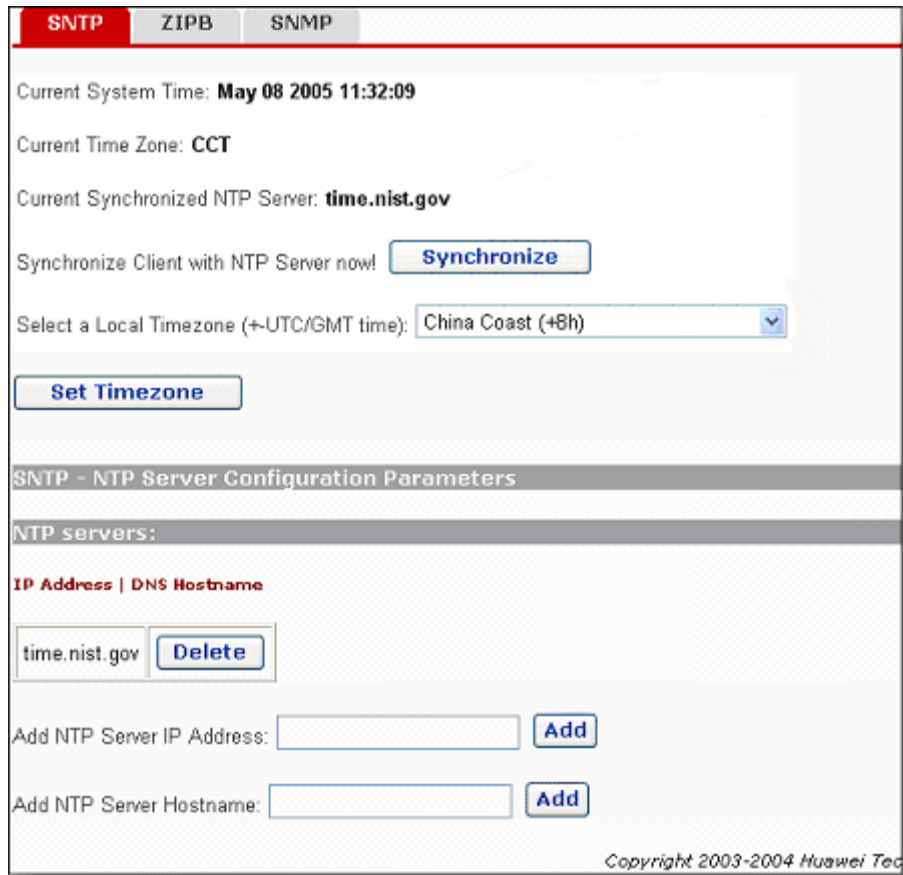 SNTP ZIPB SNMP
Current System Time: May 08 2005 11:32:09
Current Time Zone: CCT
Current Synchronized NTP Server: time.nist.gov
Synchronize Client with NTP Server now! Synchronize
Select a Local Timezone (+-UTC/GMT time): China Coast (+8h)
Set Timezone
SNTP - NTP Server Configuration Parameters
NTP servers:
IP Address | DNS Hostname
time.nist.gov Delete
Add NTP Server IP Address: Add
Add NTP Server Hostname: Add
Copyright 2003-2004 Huawei Tec